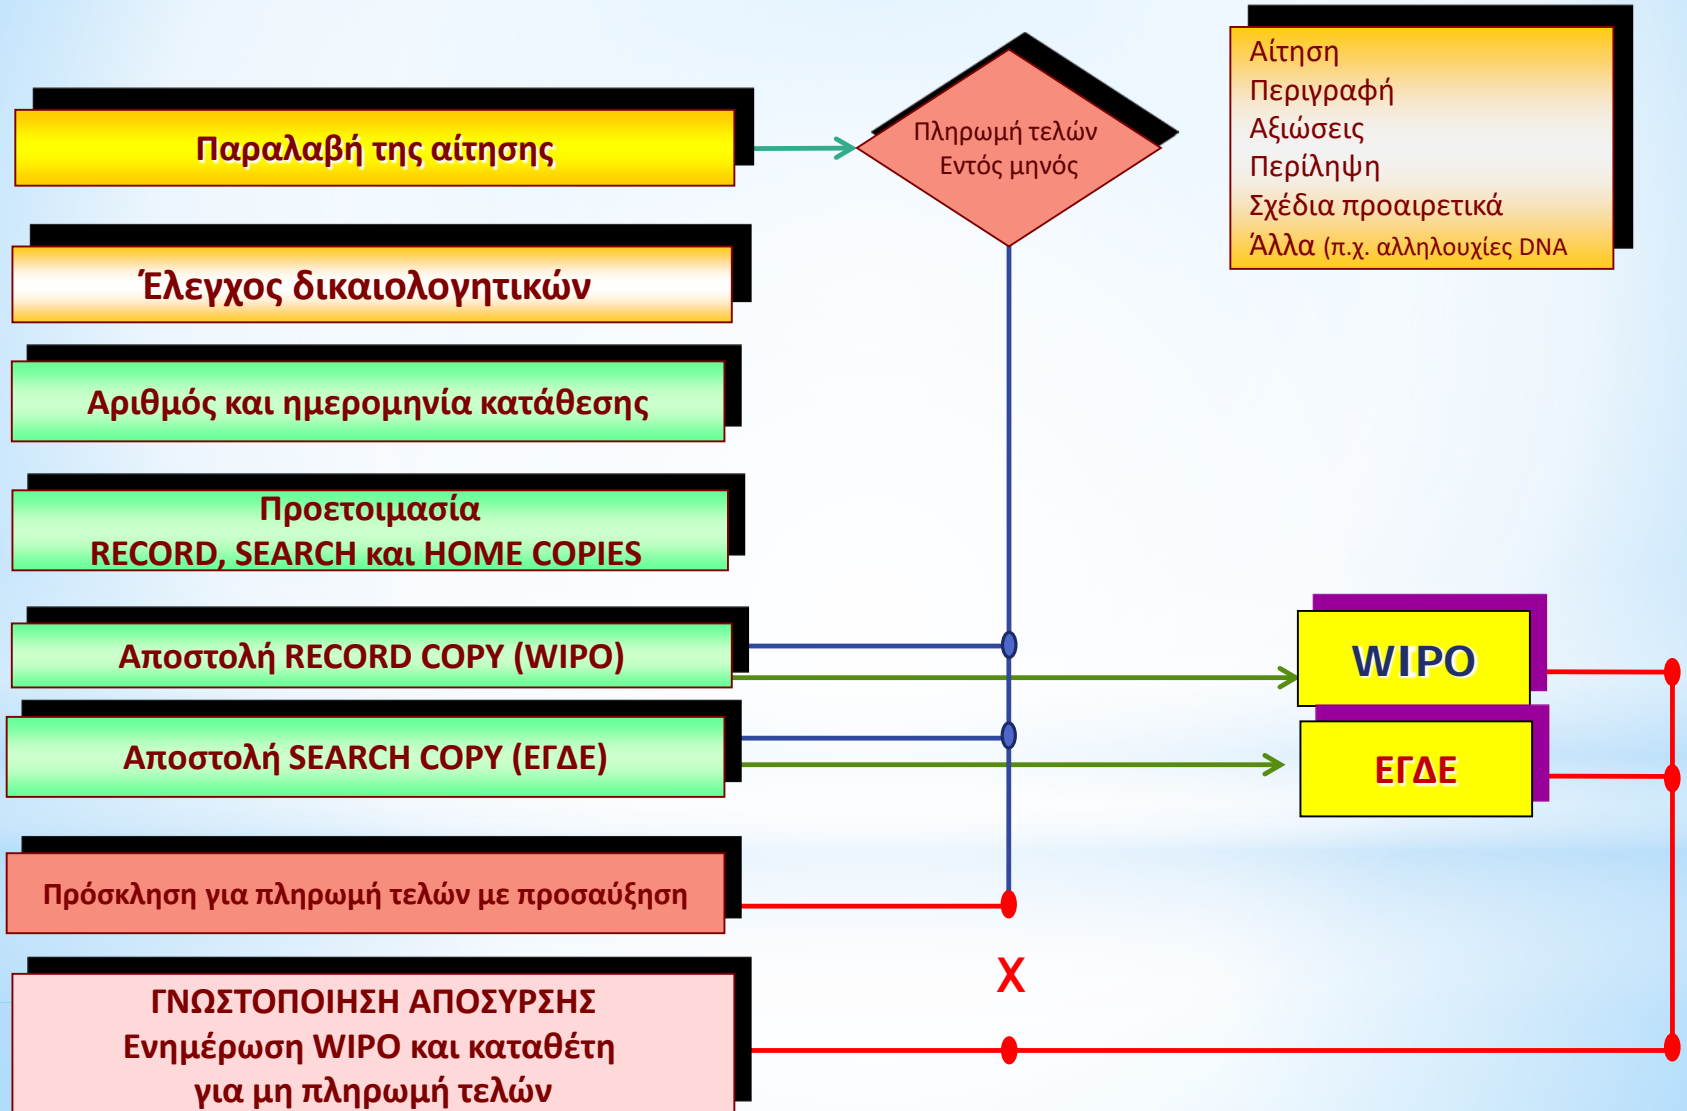 Παραλαβή της αίτησης
Πληρωμή τελών
Εντός μηνός
Αίτηση
Περιγραφή
Αξιώσεις
Περίληψη
Σχέδια προαιρετικά
Άλλα (π.χ. αλληλουχίες DNA
Έλεγχος δικαιολογητικών
Αριθμός και ημερομηνία κατάθεσης
Προετοιμασία
RECORD, SEARCH και HOME COPIES
Αποστολή RECORD COPY (WIPO)
WIPO
Αποστολή SEARCH COPY (ΕΓΔΕ)
ΕΓΔΕ
Πρόσκληση για πληρωμή τελών με προσαύξηση
X
ΓΝΩΣΤΟΠΟΙΗΣΗ ΑΠΟΣΥΡΣΗΣ
Ενημέρωση WIPO και καταθέτη
για μη πληρωμή τελών